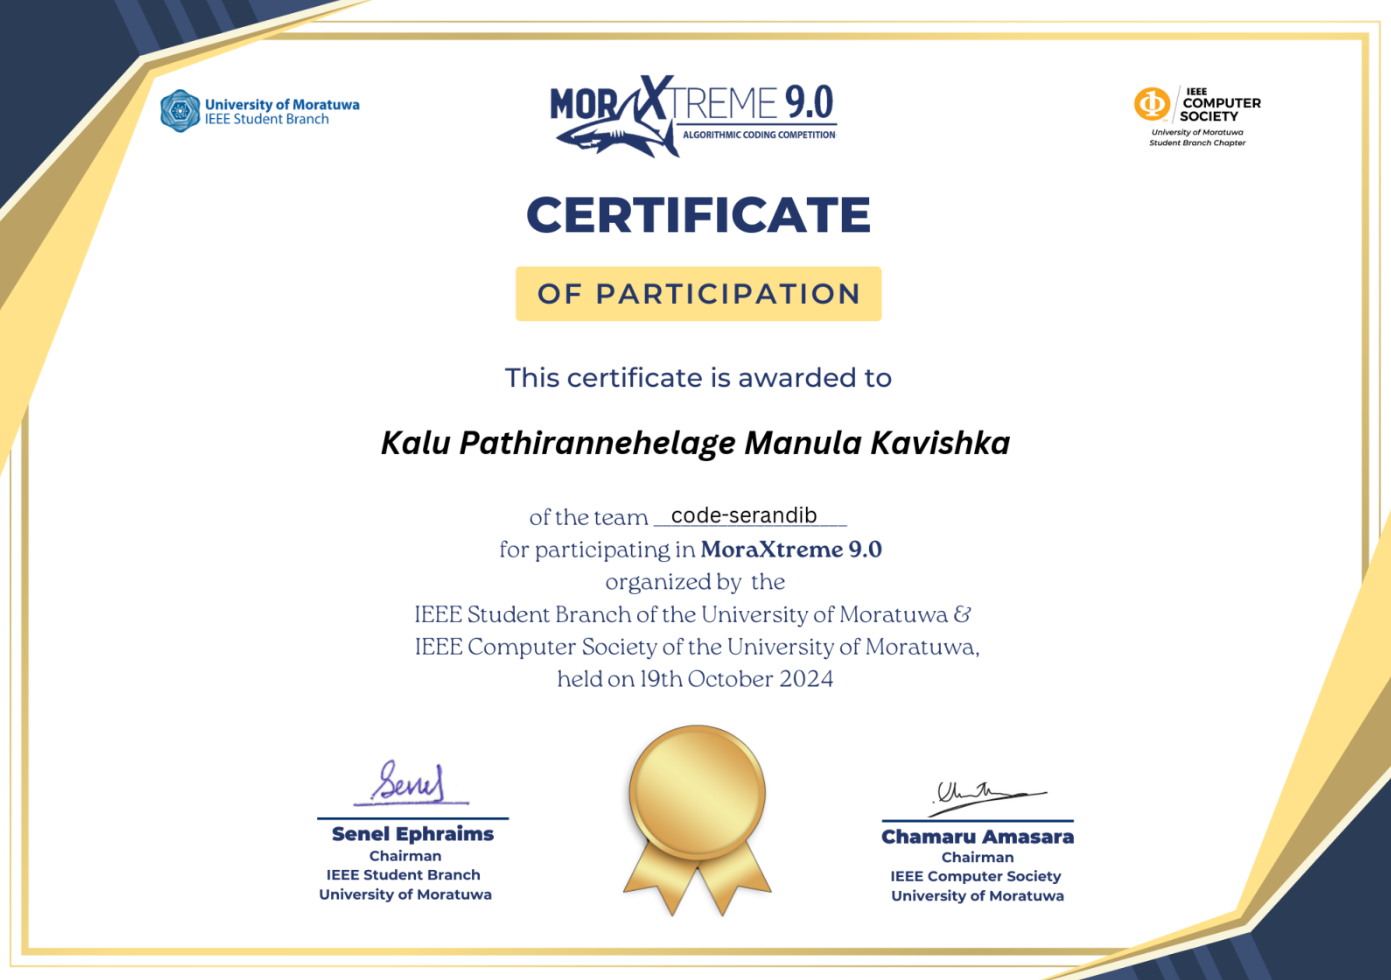 University of Moratuwa
IEEE Student Branch
MORAXTREME 9.0
ALGORITHMIC CODING COMPETITION
IEEE
COMPUTER
SOCIETY
University of Moratuwa
Student Branch Chapter
CERTIFICATE
OF PARTICIPATION
This certificate is awarded to
Kalu Pathirannehelage Manula Kavishka
of the team code-serandib
for participating in MoraXtreme 9.0
organized by the
IEEE Student Branch of the University of Moratuwa &
IEEE Computer Society of the University of Moratuwa,
held on 19th October 2024
Senel
Senel Ephraims
Chairman
IEEE Student Branch
University of Moratuwa
Chamaru Amasara
Chairman
IEEE Computer Society
University of Moratuwa